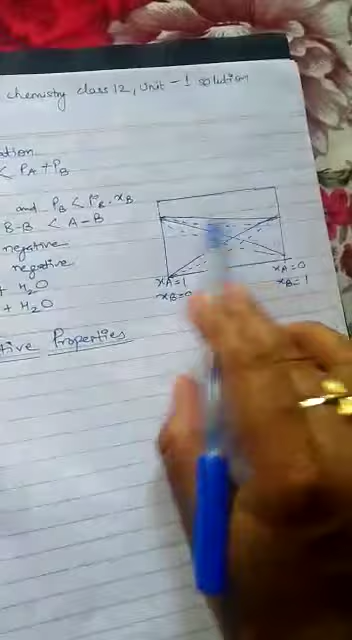 chemistry class 12, Unit - 1 solution
ation
< PA + PB
and PB < P°B . xB
B-B < A-B
negative
negative
+ H2O
+ H2O
xA=1
xB=0
xA=0
xB=1
tive Properties